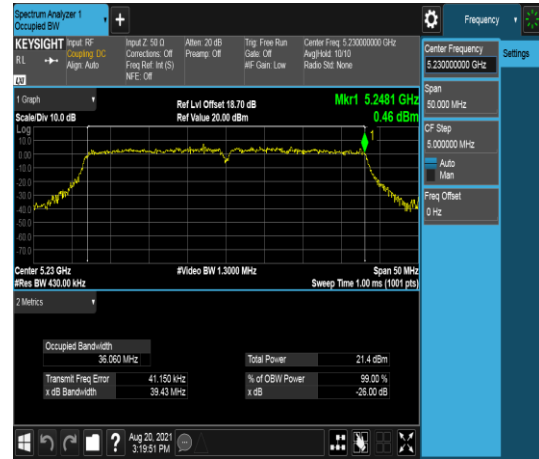 Spectrum Analyzer 1
Occupied BW
+
Frequency
KEYSIGHT
RL
LXI
Input: RF
Coupling: DC
Align: Auto
Input Z: 50 Ω
Corrections: Off
Freq Ref: Int (S)
NFE: Off
Atten: 20 dB
Preamp: Off
Trig: Free Run
Gate: Off
#IF Gain: Low
Center Freq: 5.230000000 GHz
Avg|Hold: 10/10
Radio Std: None
Center Frequency
5.230000000 GHz
Settings
Span
50.000 MHz
CF Step
5.000000 MHz
Auto
Man
Freq Offset
0 Hz
1 Graph
Scale/Div 10.0 dB
Ref Lvl Offset 18.70 dB
Ref Value 20.00 dBm
Mkr1 5.2481 GHz
0.46 dBm
Log
10.0
0.00
-10.0
-20.0
-30.0
-40.0
-50.0
-60.0
-70.0
1
Center 5.23 GHz
#Res BW 430.00 kHz
#Video BW 1.3000 MHz
Span 50 MHz
Sweep Time 1.00 ms (1001 pts)
2 Metrics
Occupied Bandwidth
36.060 MHz
Total Power 21.4 dBm
Transmit Freq Error 41.150 kHz
% of OBW Power 99.00 %
x dB Bandwidth 39.43 MHz
x dB -26.00 dB
?
Aug 20, 2021
3:19:51 PM